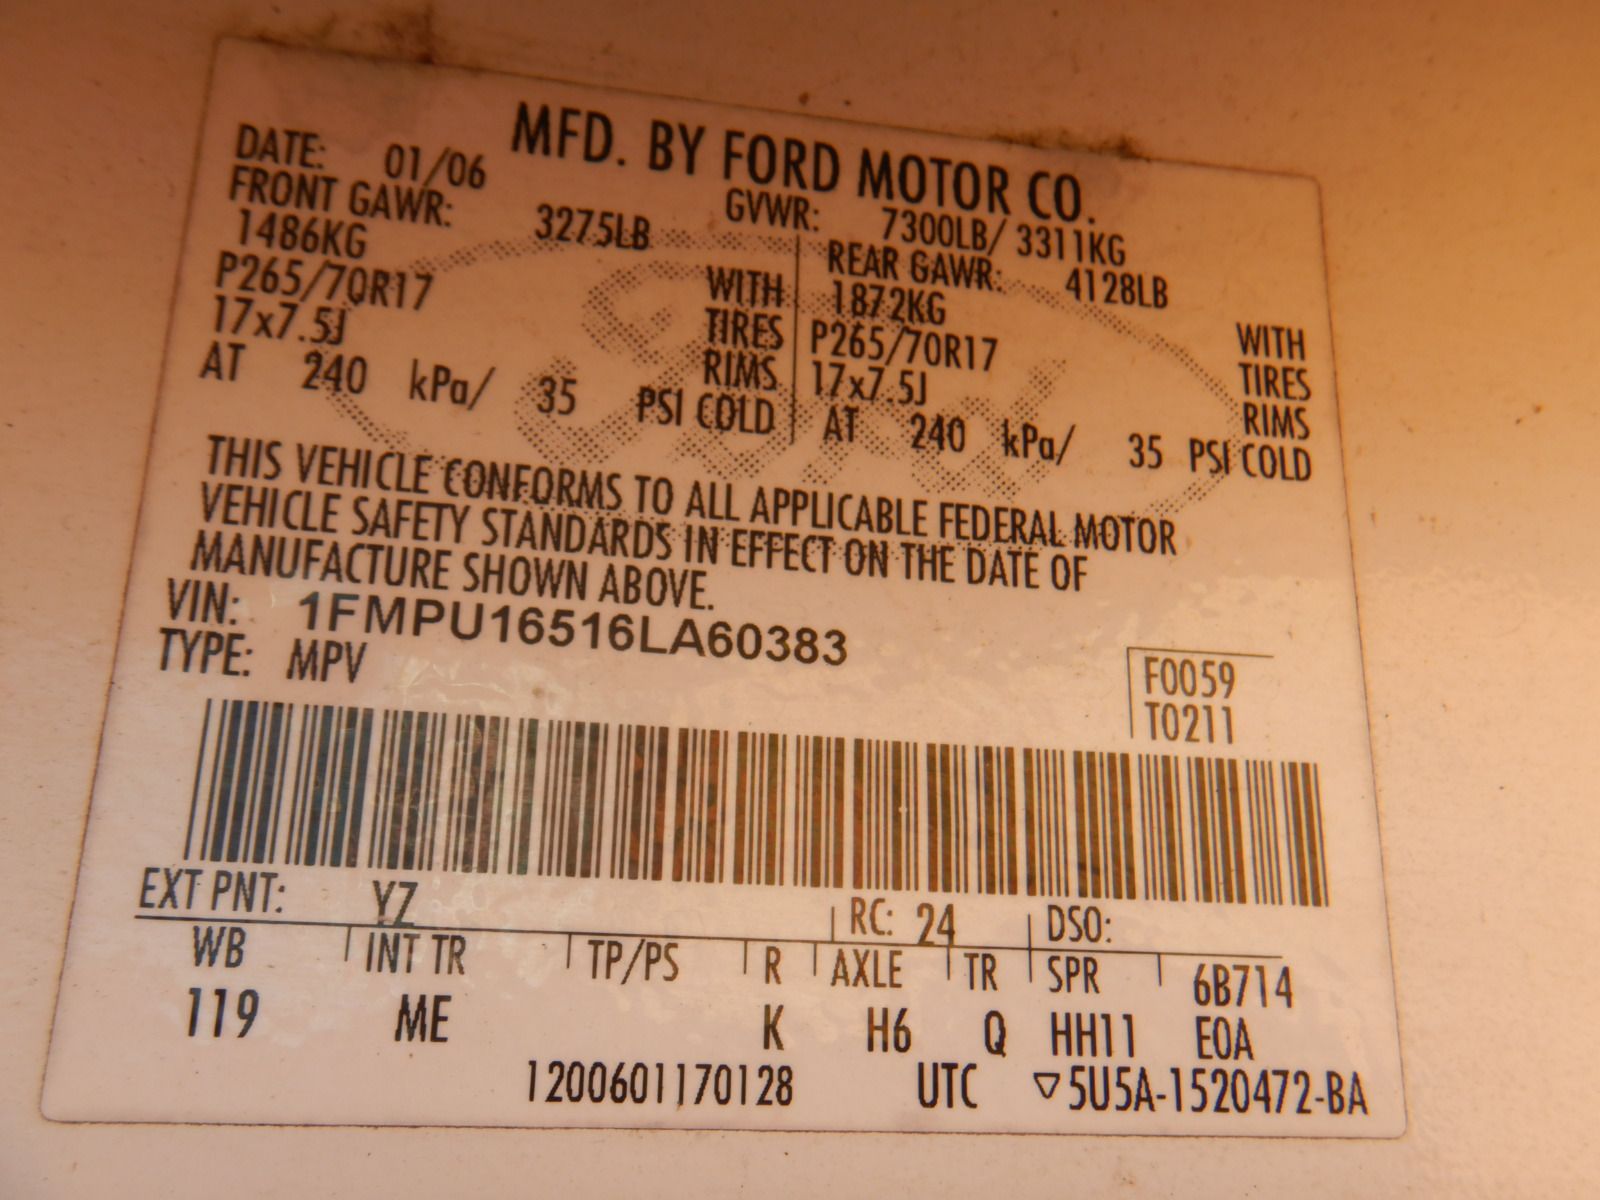 MFD. BY FORD MOTOR CO.
DATE: 01/06 GVWR: 7300LB/ 3311KG
FRONT GAWR: 3275LB REAR GAWR: 4128LB
1486KG WITH 1872KG WITH
P265/70R17 TIRES P265/70R17 TIRES
17x7.5J RIMS 17x7.5J RIMS
AT 240 kPa/ 35 PSI COLD AT 240 kPa/ 35 PSI COLD
THIS VEHICLE CONFORMS TO ALL APPLICABLE FEDERAL MOTOR
VEHICLE SAFETY STANDARDS IN EFFECT ON THE DATE OF
MANUFACTURE SHOWN ABOVE.
VIN: 1FMPU16516LA60383
TYPE: MPV
F0059
T0211
EXT PNT: YZ RC: 24 DSO:
WB INT TR TP/PS R AXLE TR SPR 6B714
119 ME K H6 Q HH11 EOA
1200601170128 UTC ▽5U5A-1520472-BA
Ford